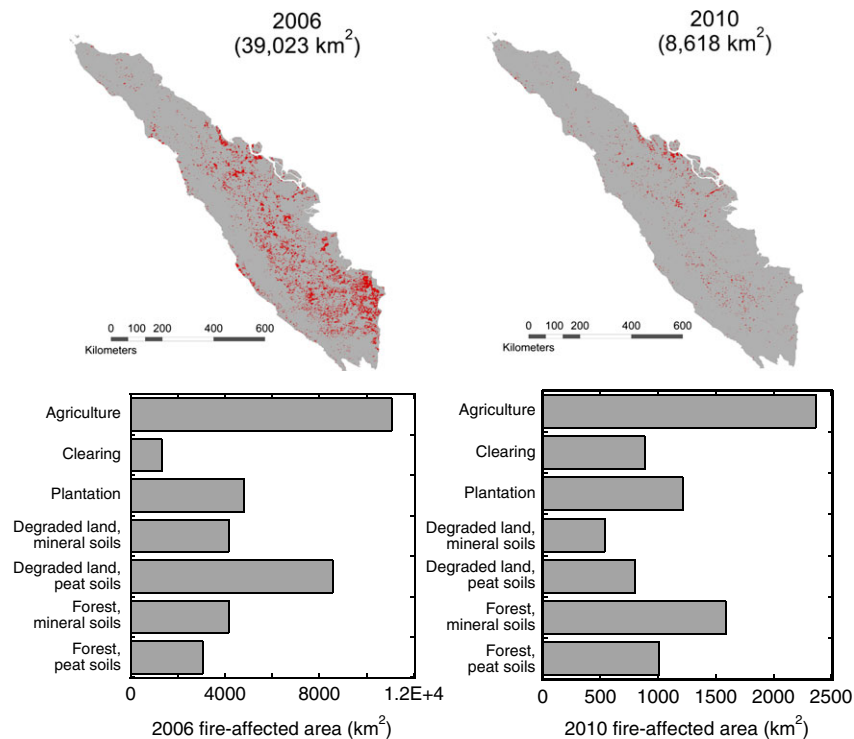 2006
(39,023 km²)
0 100 200 400 600
Kilometers
2010
(8,618 km²)
0 100 200 400 600
Kilometers
Agriculture
Clearing
Plantation
Degraded land,
mineral soils
Degraded land,
peat soils
Forest,
mineral soils
Forest,
peat soils
0 4000 8000 1.2E+4
2006 fire-affected area (km²)
Agriculture
Clearing
Plantation
Degraded land,
mineral soils
Degraded land,
peat soils
Forest,
mineral soils
Forest,
peat soils
0 500 1000 1500 2000 2500
2010 fire-affected area (km²)